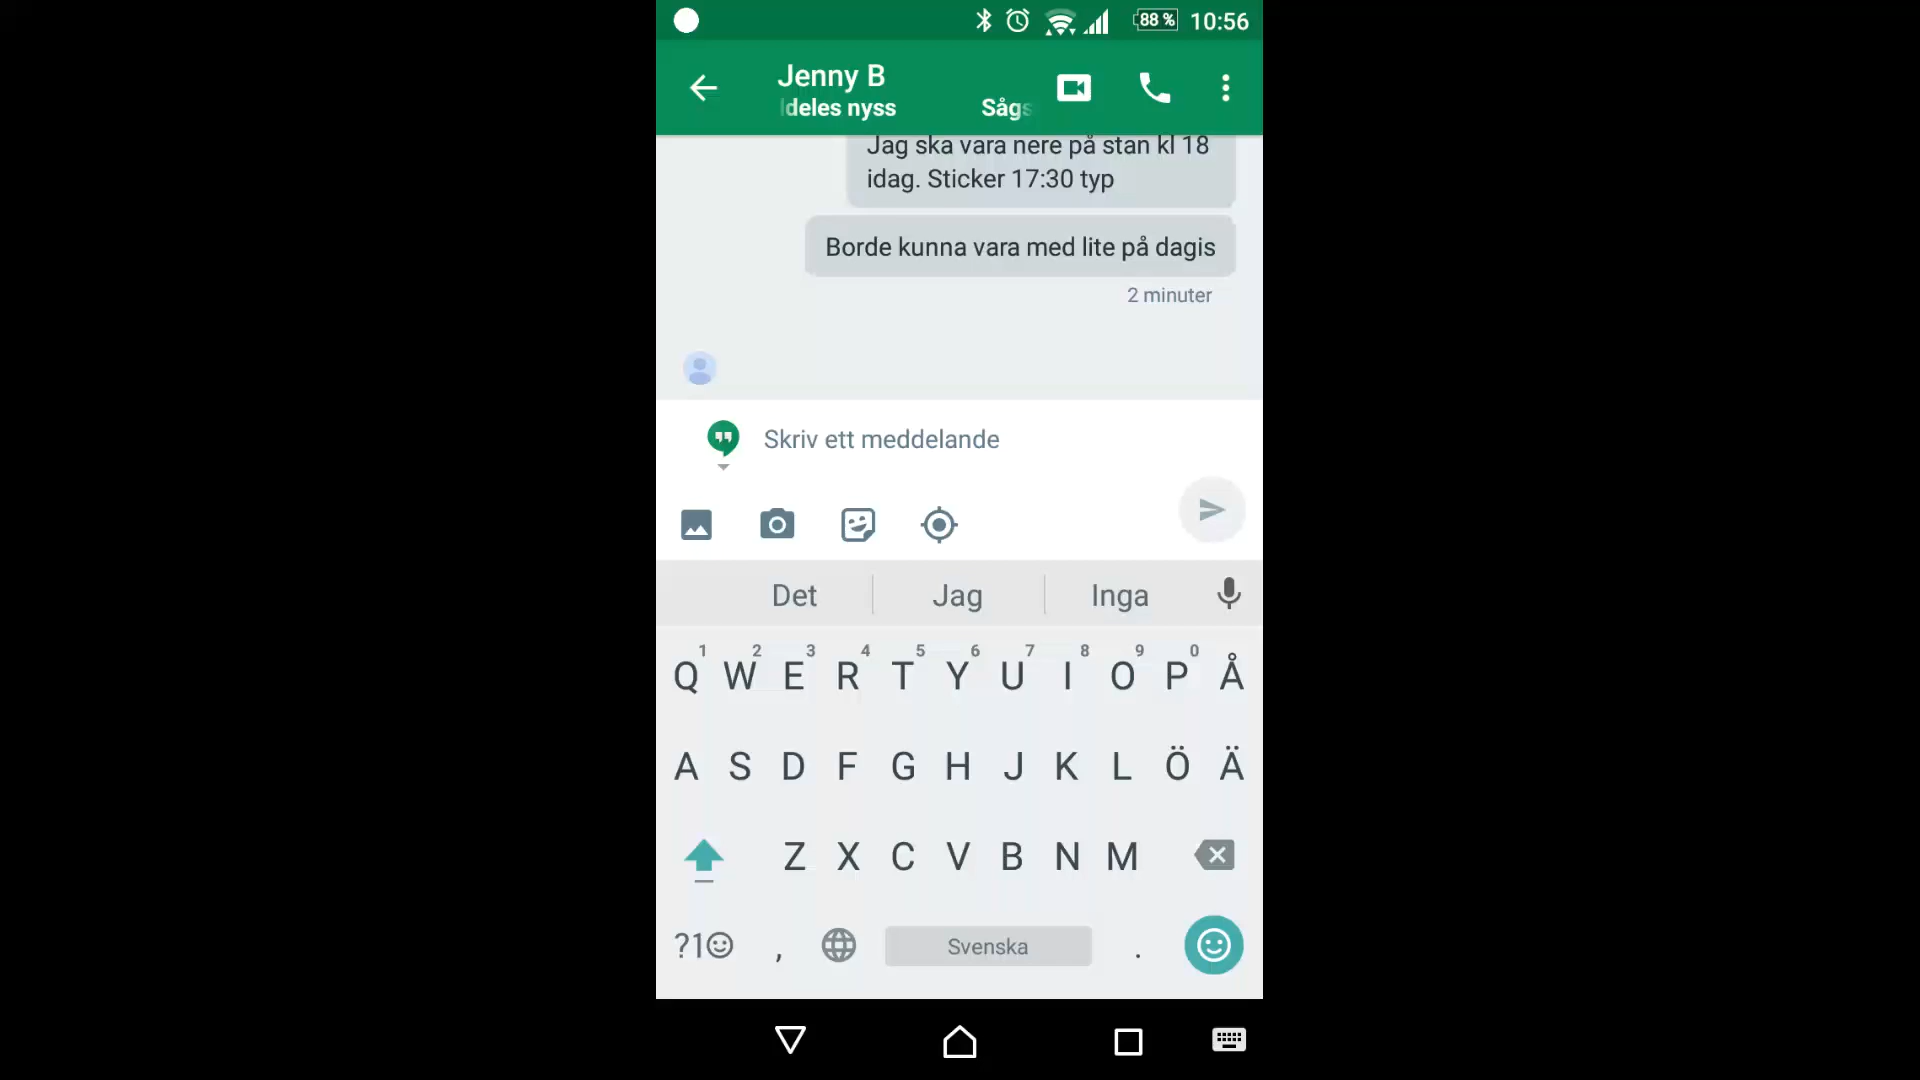 88 % 10:56
Jenny B
ldeles nyss Sågs
Jag ska vara nere på stan kl 18
idag. Sticker 17:30 typ
Borde kunna vara med lite på dagis
2 minuter
Skriv ett meddelande
Det Jag Inga
1 2 3 4 5 6 7 8 9 0
Q W E R T Y U I O P Å
A S D F G H J K L Ö Ä
Z X C V B N M
?1☺ , Svenska .